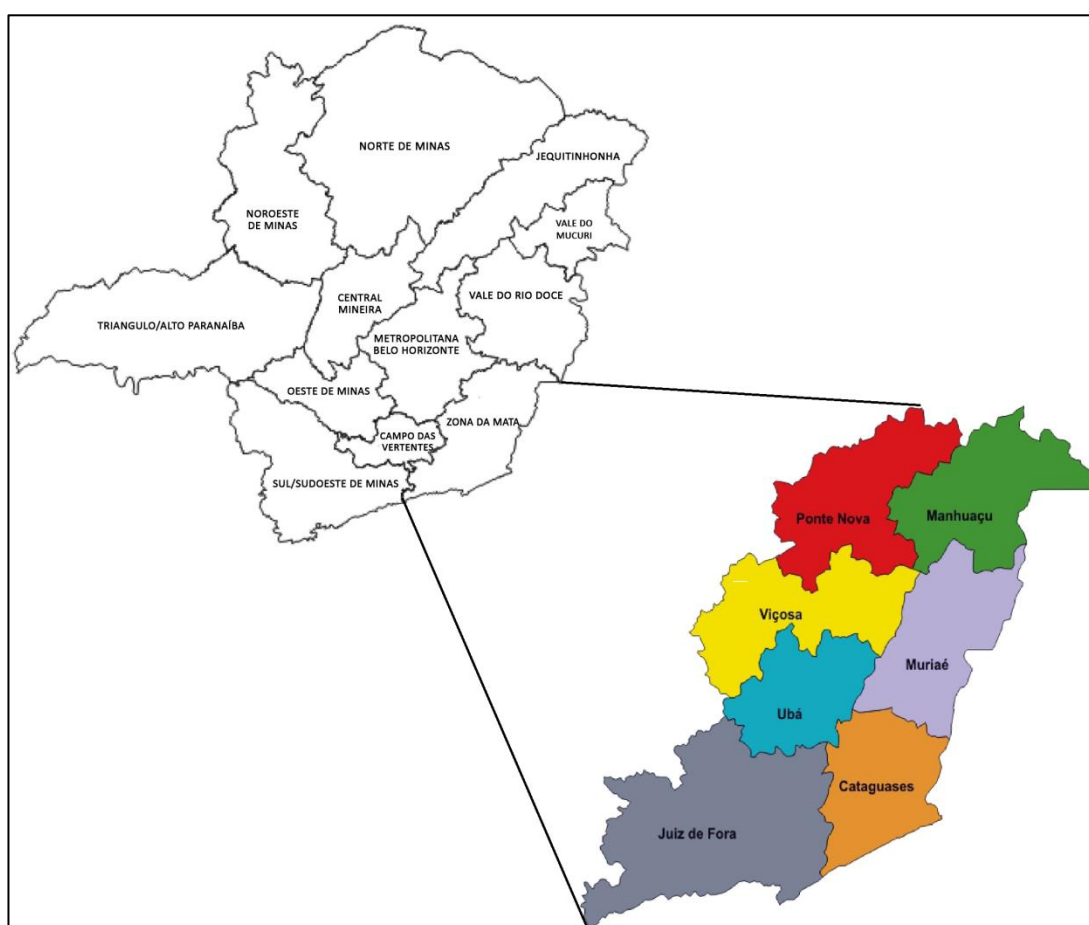 NORTE DE MINAS
JEQUITINHONHA
NOROESTE
DE MINAS
VALE DO
MUCURI
CENTRAL
MINEIRA
VALE DO RIO DOCE
TRIANGULO/ALTO PARANAÍBA
METROPOLITANA
BELO HORIZONTE
OESTE DE MINAS
ZONA DA MATA
CAMPO DAS
VERTENTES
SUL/SUDOESTE DE MINAS
Ponte Nova
Manhuaçu
Viçosa
Muriaé
Ubá
Cataguases
Juiz de Fora